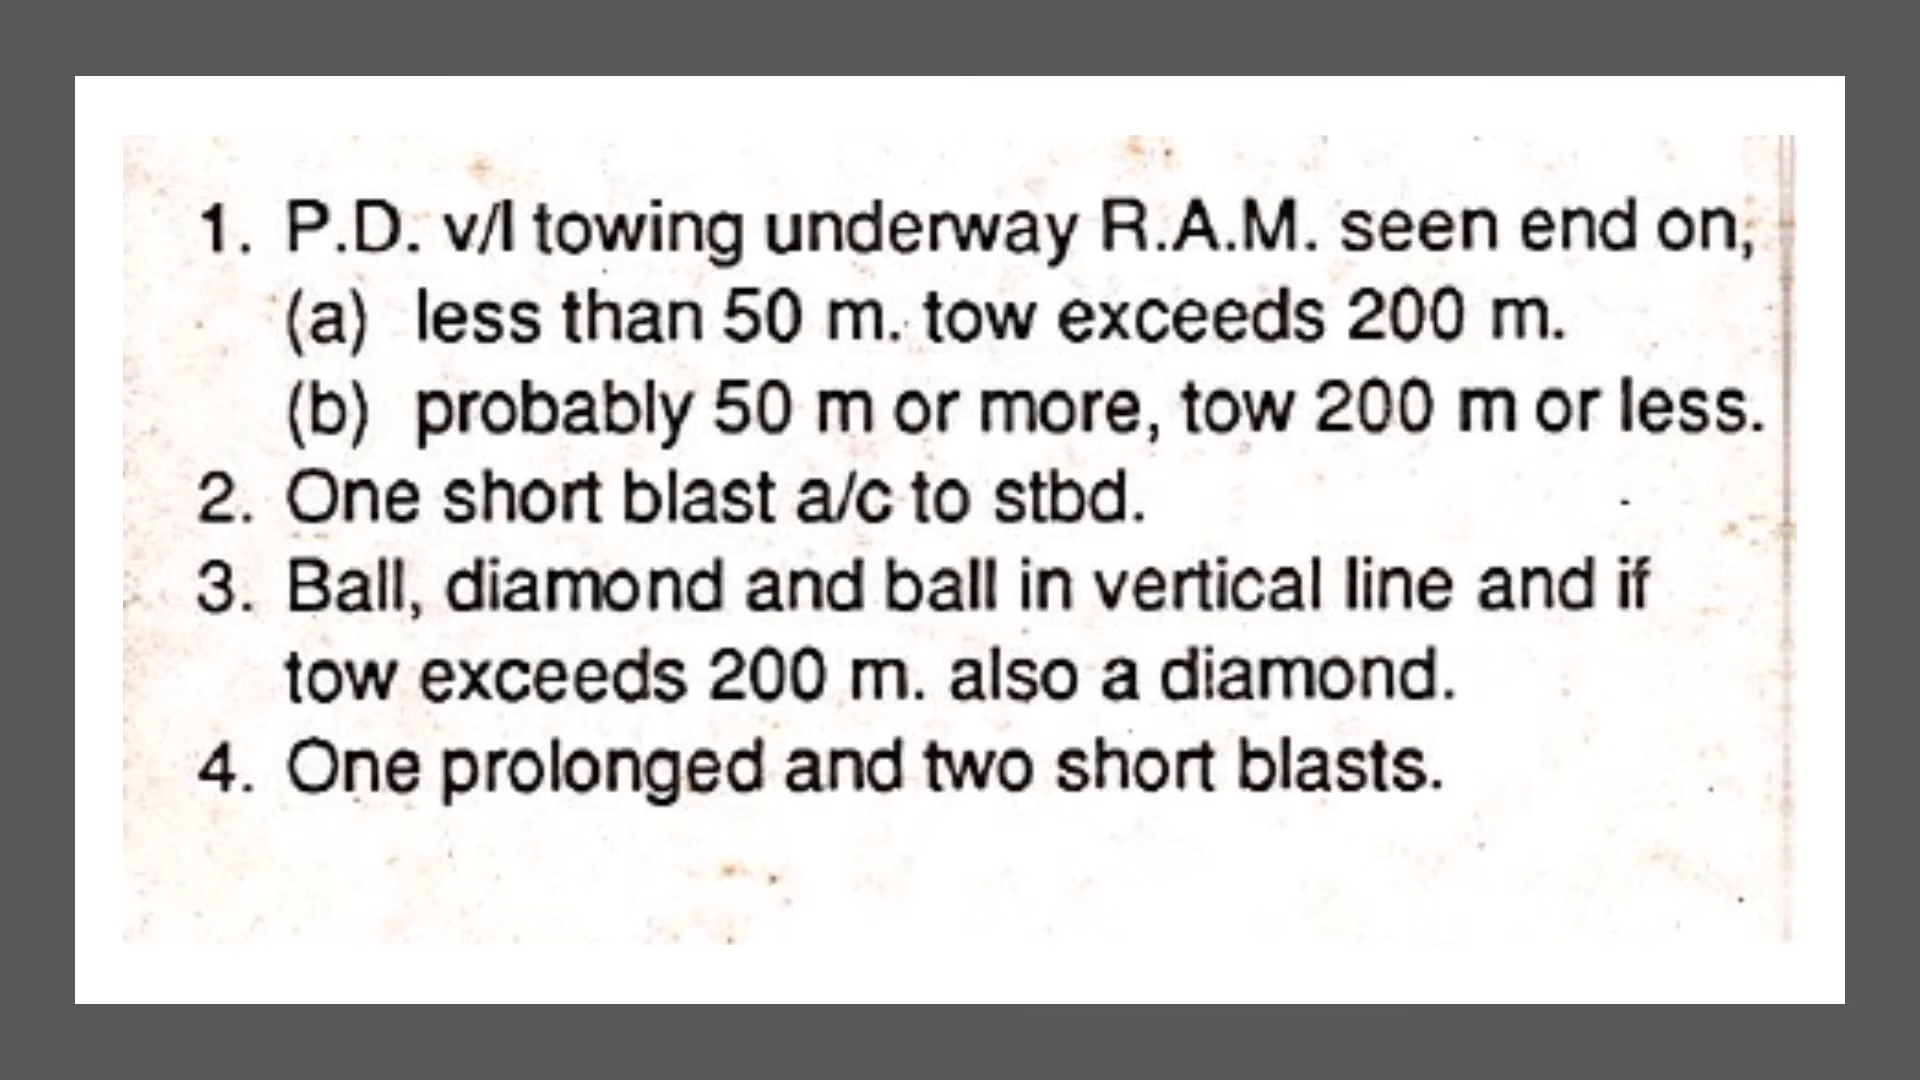 1. P.D. v/l towing underway R.A.M. seen end on,
(a) less than 50 m. tow exceeds 200 m.
(b) probably 50 m or more, tow 200 m or less.
2. One short blast a/c to stbd.
3. Ball, diamond and ball in vertical line and if
tow exceeds 200 m. also a diamond.
4. One prolonged and two short blasts.